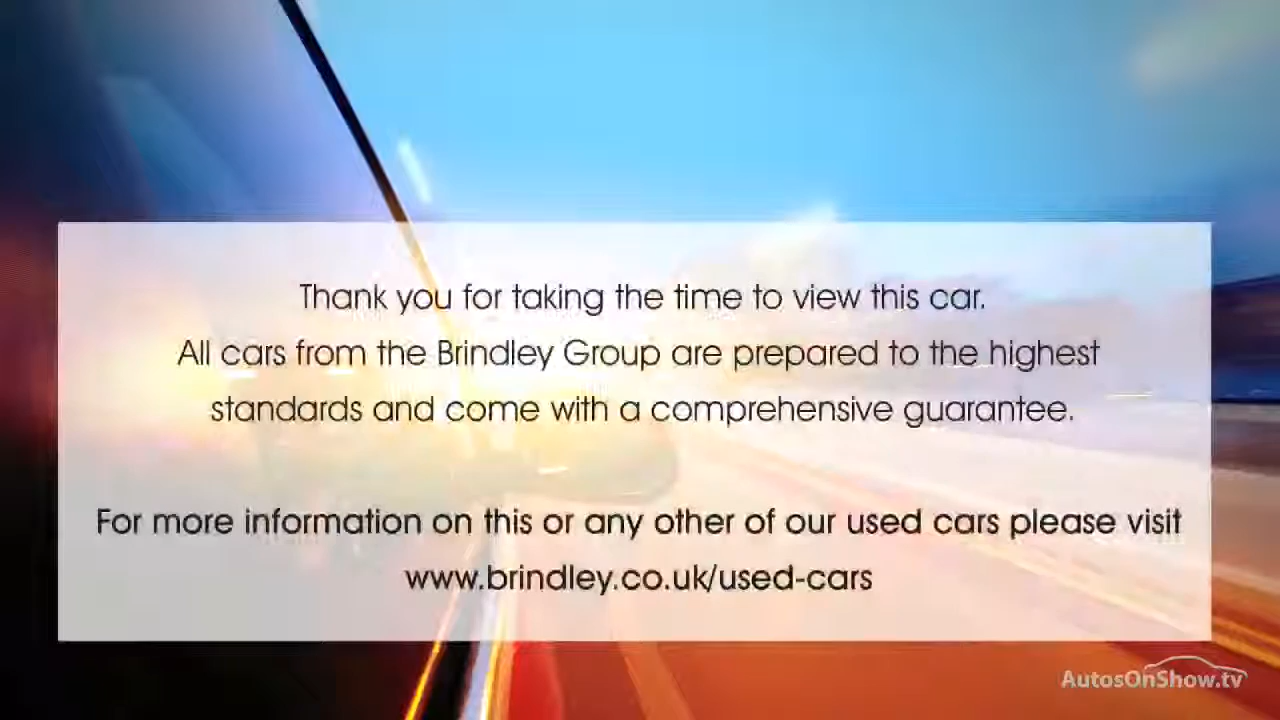 Thank you for taking the time to view this car.
All cars from the Brindley Group are prepared to the highest
standards and come with a comprehensive guarantee.
For more information on this or any other of our used cars please visit
www.brindley.co.uk/used-cars
AutosOnShow.tv